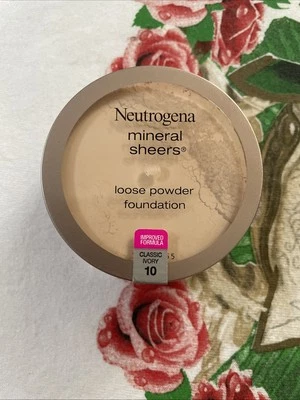 Neutrogena
mineral
sheers®
loose powder
foundation
IMPROVED
FORMULA
CLASSIC
IVORY
10